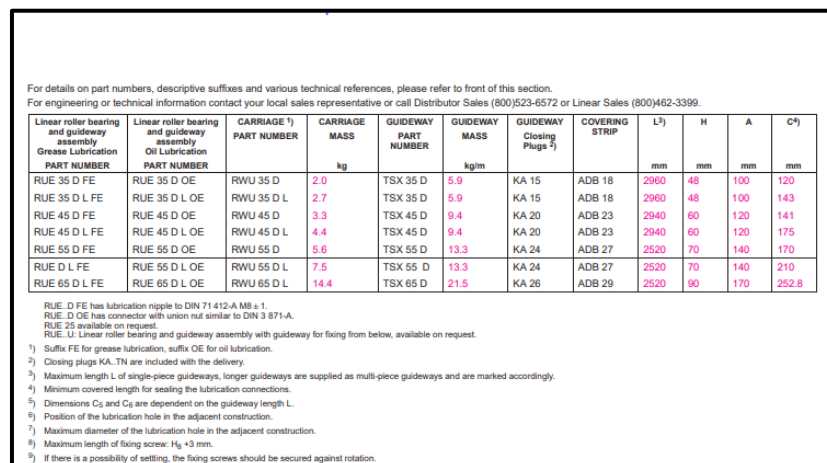 For details on part numbers, descriptive suffixes and various technical references, please refer to front of this section.
For engineering or technical information contact your local sales representative or call Distributor Sales (800)523-6572 or Linear Sales (800)462-3399.
Linear roller bearing and guideway assembly Grease Lubrication PART NUMBER | Linear roller bearing and guideway assembly Oil Lubrication PART NUMBER | CARRIAGE 1) PART NUMBER | CARRIAGE MASS kg | GUIDEWAY PART NUMBER | GUIDEWAY MASS kg/m | GUIDEWAY Closing Plugs 2) | COVERING STRIP | L3) mm | H mm | A mm | C4) mm
RUE 35 D FE | RUE 35 D OE | RWU 35 D | 2.0 | TSX 35 D | 5.9 | KA 15 | ADB 18 | 2960 | 48 | 100 | 120
RUE 35 D L FE | RUE 35 D L OE | RWU 35 D L | 2.7 | TSX 35 D | 5.9 | KA 15 | ADB 18 | 2960 | 48 | 100 | 143
RUE 45 D FE | RUE 45 D OE | RWU 45 D | 3.3 | TSX 45 D | 9.4 | KA 20 | ADB 23 | 2940 | 60 | 120 | 141
RUE 45 D L FE | RUE 45 D L OE | RWU 45 D L | 4.4 | TSX 45 D | 9.4 | KA 20 | ADB 23 | 2940 | 60 | 120 | 175
RUE 55 D FE | RUE 55 D OE | RWU 55 D | 5.6 | TSX 55 D | 13.3 | KA 24 | ADB 27 | 2520 | 70 | 140 | 170
RUE D L FE | RUE 55 D L OE | RWU 55 D L | 7.5 | TSX 55 D | 13.3 | KA 24 | ADB 27 | 2520 | 70 | 140 | 210
RUE 65 D L FE | RUE 65 D L OE | RWU 65 D L | 14.4 | TSX 65 D | 21.5 | KA 26 | ADB 29 | 2520 | 90 | 170 | 252.8
RUE..D FE has lubrication nipple to DIN 71 412-A M8 ± 1.
RUE..D OE has connector with union nut similar to DIN 3 871-A.
RUE 25 available on request.
RUE..U: Linear roller bearing and guideway assembly with guideway for fixing from below, available on request.
1) Suffix FE for grease lubrication, suffix OE for oil lubrication.
2) Closing plugs KA..TN are included with the delivery.
3) Maximum length L of single-piece guideways, longer guideways are supplied as multi-piece guideways and are marked accordingly.
4) Minimum covered length for sealing the lubrication connections.
5) Dimensions C5 and C6 are dependent on the guideway length L.
6) Position of the lubrication hole in the adjacent construction.
7) Maximum diameter of the lubrication hole in the adjacent construction.
8) Maximum length of fixing screw: H8 +3 mm.
9) If there is a possibility of settling, the fixing screws should be secured against rotation.